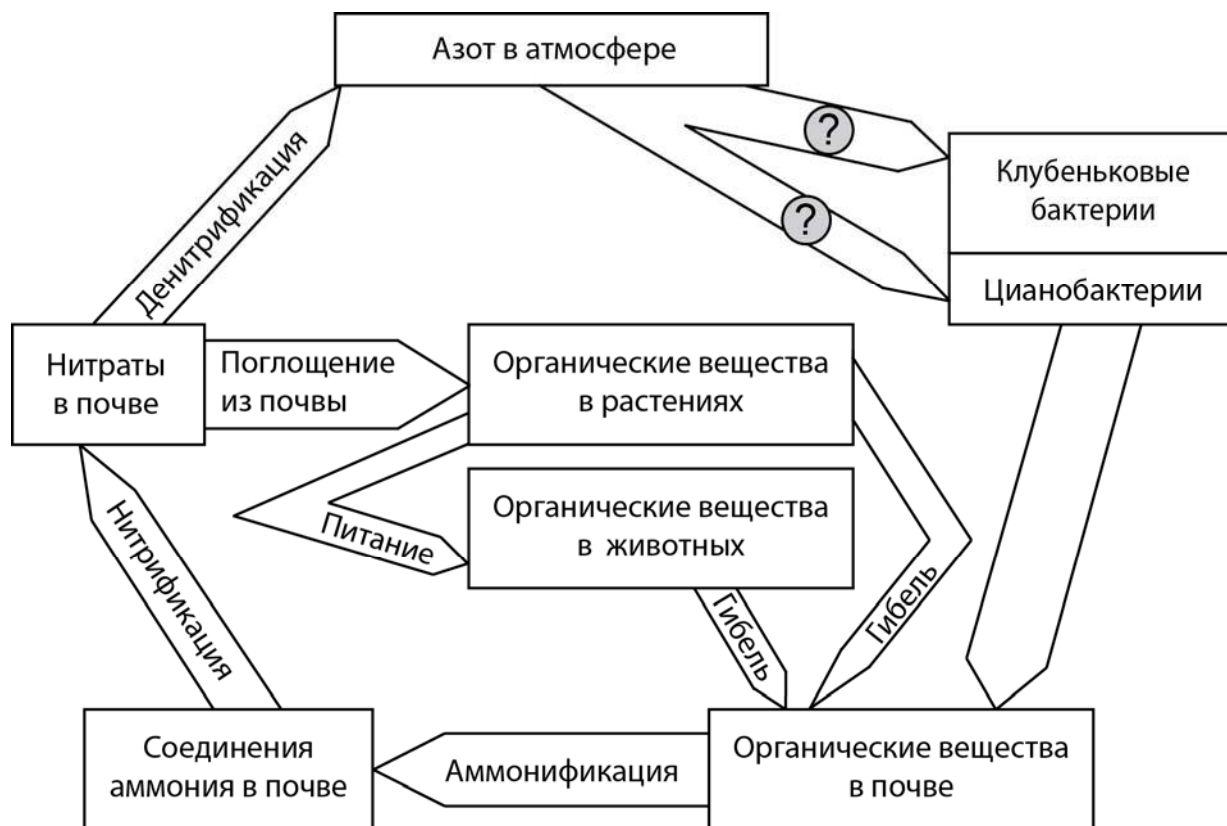 Азот в атмосфере
?
?
Клубеньковые
бактерии
Цианобактерии
Денитрификация
Нитраты
в почве
Поглощение
из почвы
Органические вещества
в растениях
Питание
Органические вещества
в животных
Нитрификация
Гибель
Гибель
Соединения
аммония в почве
Аммонификация
Органические вещества
в почве